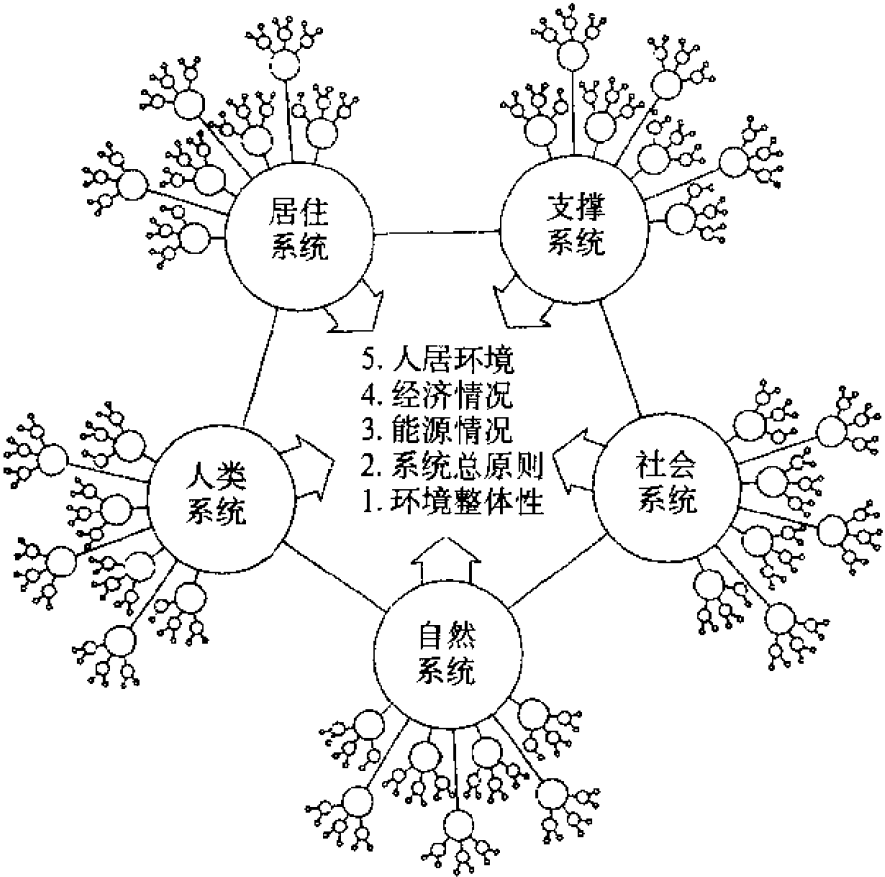 居住
系统
支撑
系统
5. 人居环境
4. 经济情况
3. 能源情况
2. 系统总原则
1. 环境整体性
人类
系统
社会
系统
自然
系统